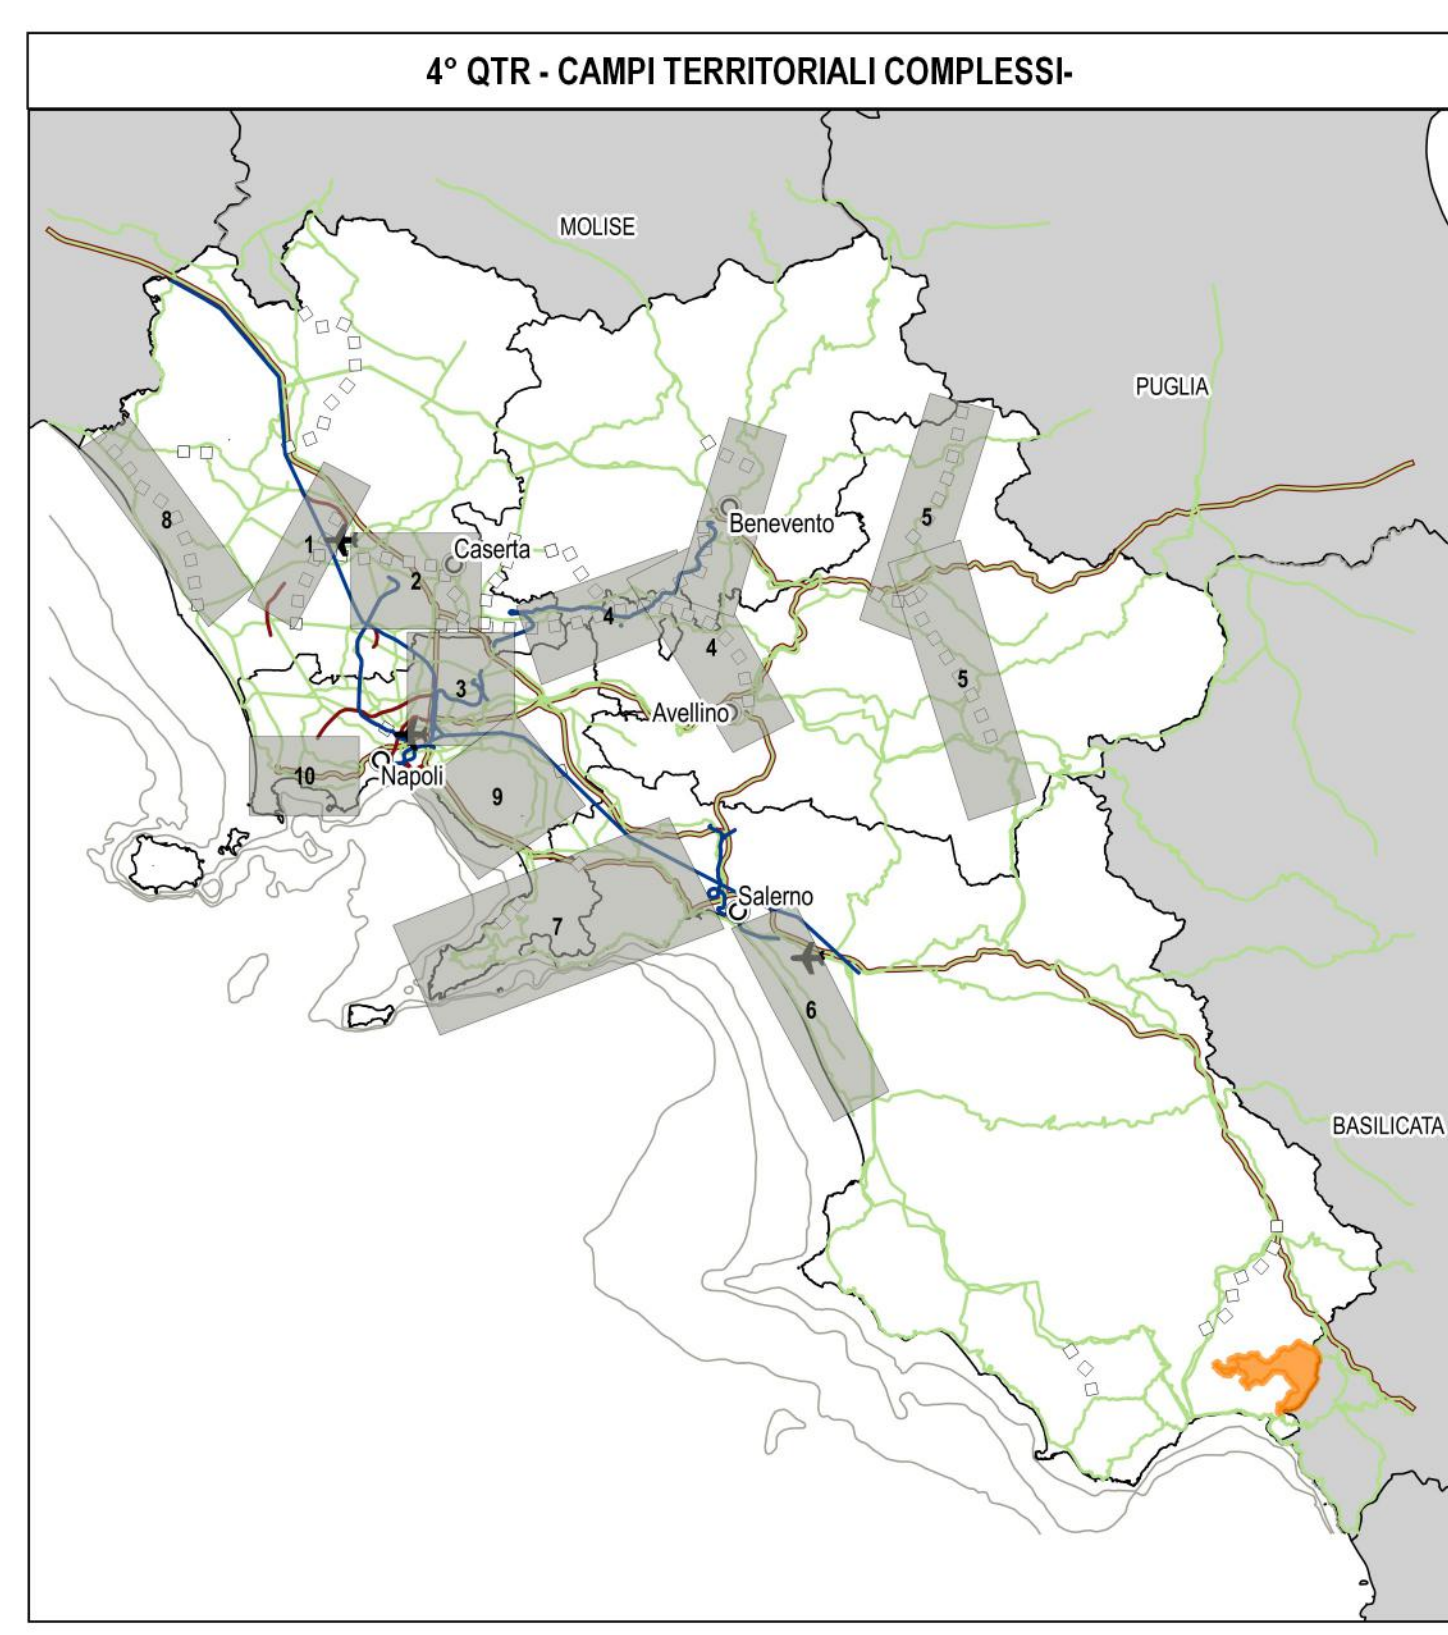 4° QTR - CAMPI TERRITORIALI COMPLESSI-
MOLISE
PUGLIA
8
5
Benevento
1
Caserta
2
4
4
5
3
Avellino
10
Napoli
9
Salerno
7
6
BASILICATA